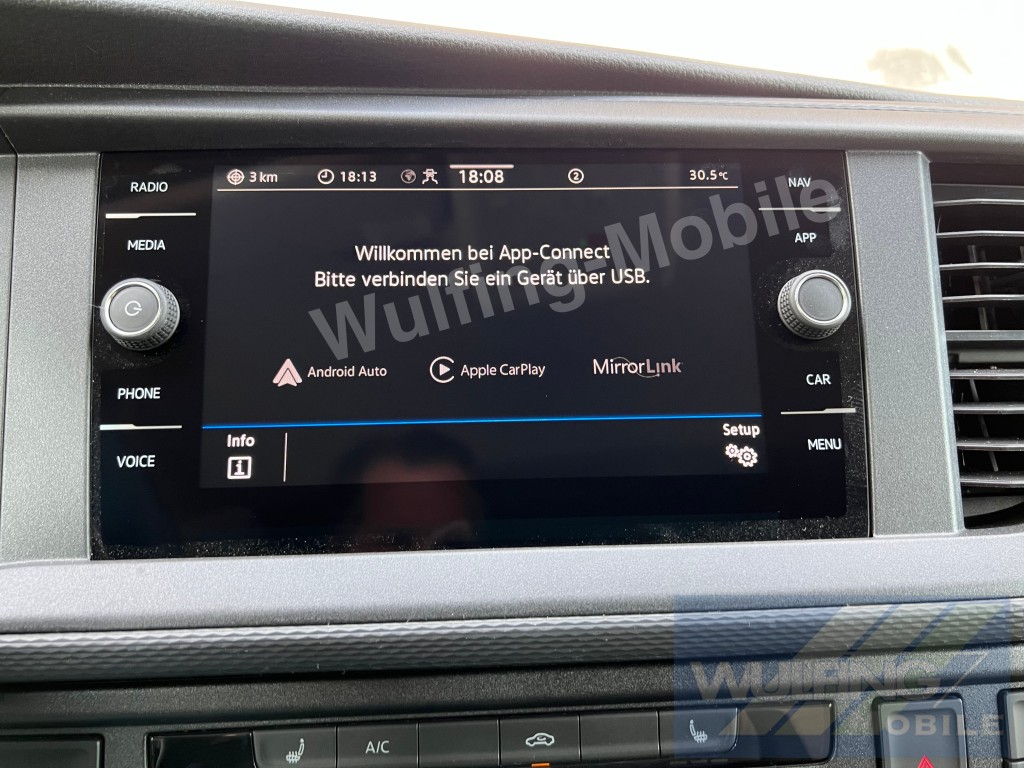 RADIO
MEDIA
PHONE
VOICE
3 km
18:13
18:08
2
30.5 °C
Willkommen bei App-Connect
Bitte verbinden Sie ein Gerät über USB.
Android Auto
Apple CarPlay
MirrorLink
Info
Setup
NAV
APP
CAR
MENU
Wulfing-Mobile
WULFING
MOBILE
A/C